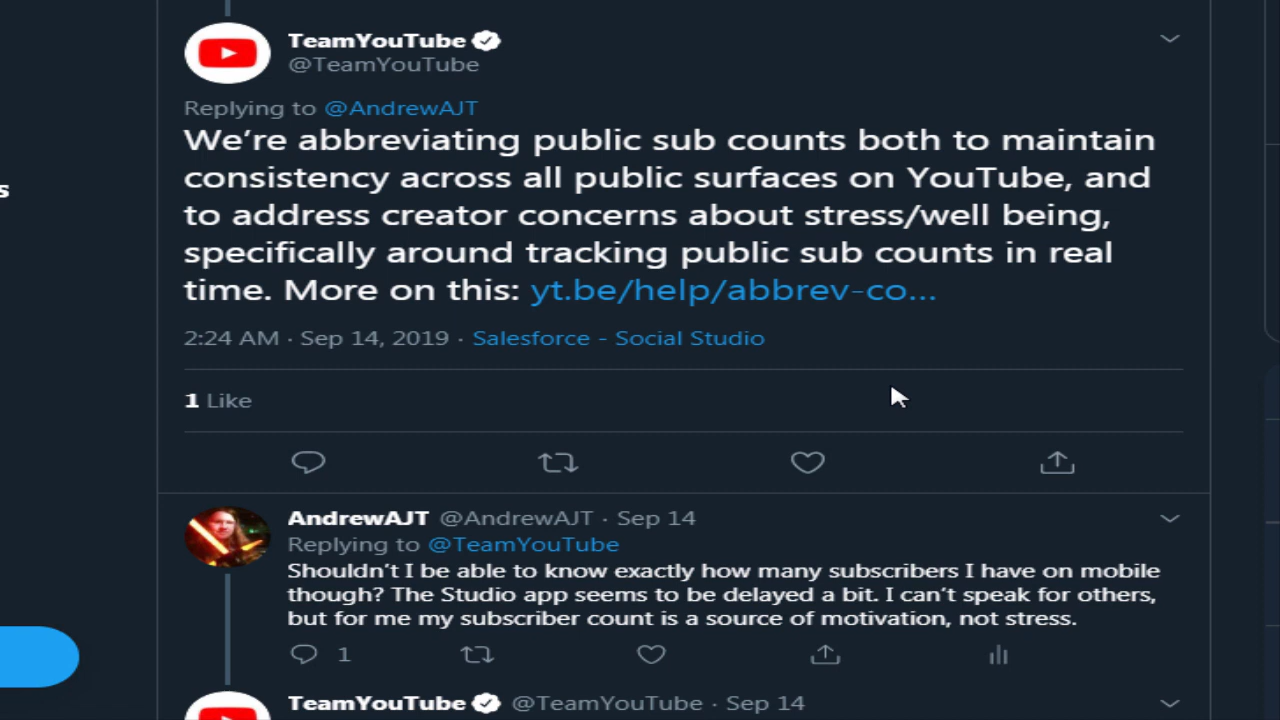 TeamYouTube
@TeamYouTube
Replying to @AndrewAJT
We’re abbreviating public sub counts both to maintain
consistency across all public surfaces on YouTube, and
to address creator concerns about stress/well being,
specifically around tracking public sub counts in real
time. More on this: yt.be/help/abbrev-co...
s
2:24 AM · Sep 14, 2019 · Salesforce - Social Studio
1 Like
AndrewAJT @AndrewAJT · Sep 14
Replying to @TeamYouTube
Shouldn’t I be able to know exactly how many subscribers I have on mobile
though? The Studio app seems to be delayed a bit. I can’t speak for others,
but for me my subscriber count is a source of motivation, not stress.
1
TeamYouTube @TeamYouTube · Sep 14